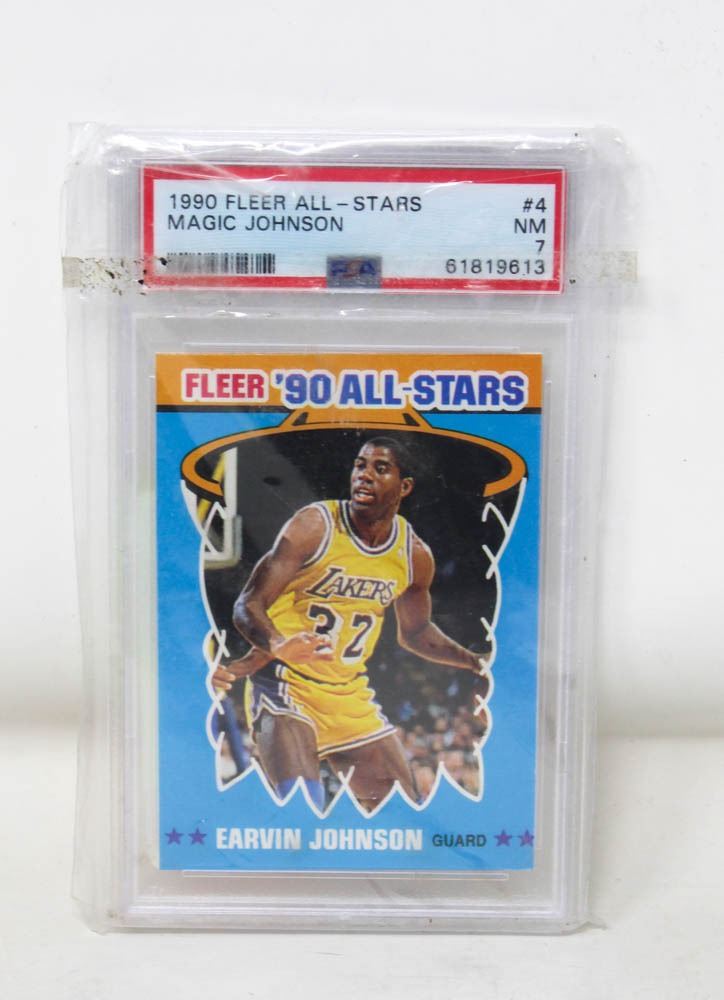 1990 FLEER ALL-STARS #4
MAGIC JOHNSON NM
7
PSA 61819613
FLEER '90 ALL-STARS
LAKERS
32
EARVIN JOHNSON GUARD